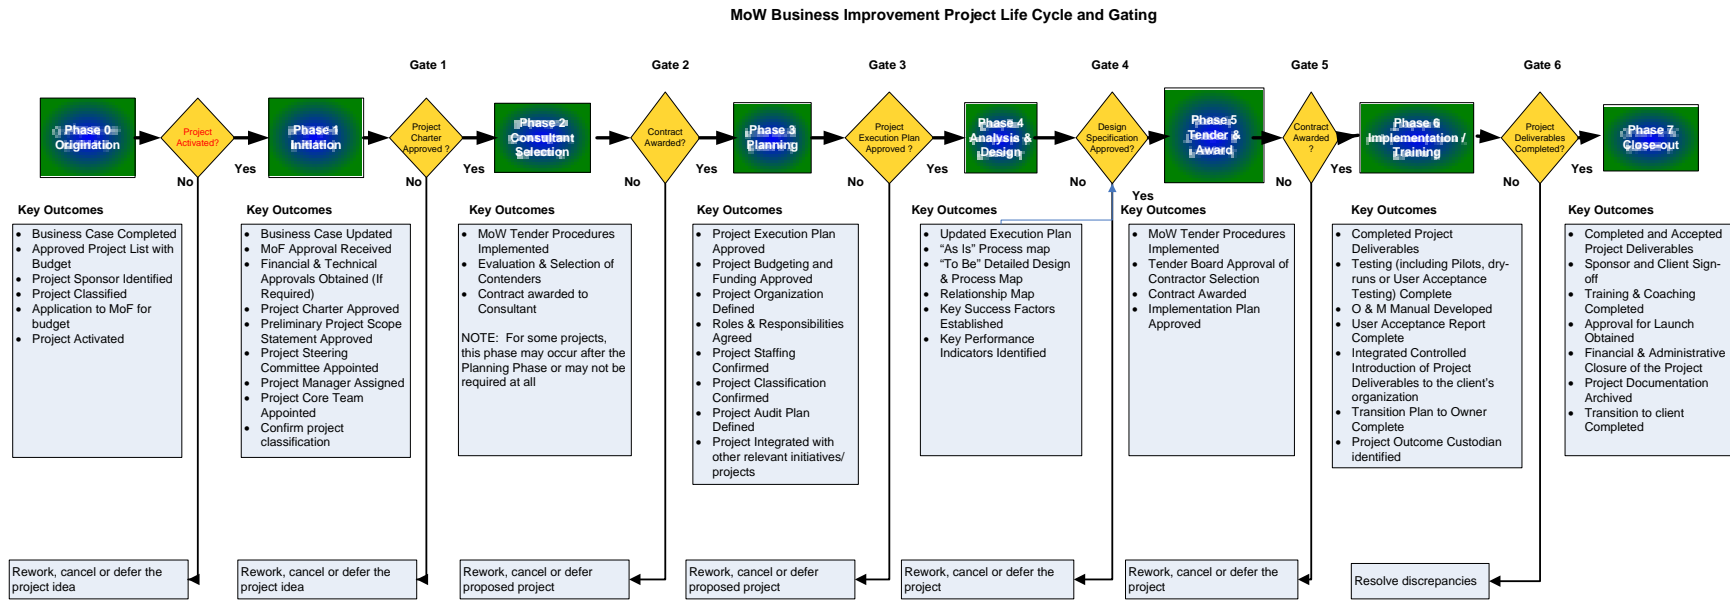 MoW Business Improvement Project Life Cycle and Gating
Gate 1
Gate 2
Gate 3
Gate 4
Gate 5
Gate 6
Phase 0
Origination
Project
Activated?
Yes
No
Phase 1
Initiation
Project
Charter
Approved ?
Yes
No
Phase 2
Consultant
Selection
Contract
Awarded?
Yes
No
Phase 3
Planning
Project
Execution Plan
Approved ?
Yes
No
Phase 4
Analysis &
Design
Design
Specification
Approved?
Yes
No
Phase 5
Tender &
Award
Contract
Awarded
?
Yes
No
Phase 6
Implementation /
Training
Project
Deliverables
Completed?
Yes
No
Phase 7
Close-out
Key Outcomes
• Business Case Completed
• Approved Project List with
Budget
• Project Sponsor Identified
• Project Classified
• Application to MoF for
budget
• Project Activated
Key Outcomes
• Business Case Updated
• MoF Approval Received
• Financial & Technical
Approvals Obtained (If
Required)
• Project Charter Approved
• Preliminary Project Scope
Statement Approved
• Project Steering
Committee Appointed
• Project Manager Assigned
• Project Core Team
Appointed
• Confirm project
classification
Key Outcomes
• MoW Tender Procedures
Implemented
• Evaluation & Selection of
Contenders
• Contract awarded to
Consultant
NOTE: For some projects,
this phase may occur after the
Planning Phase or may not be
required at all
Key Outcomes
• Project Execution Plan
Approved
• Project Budgeting and
Funding Approved
• Project Organization
Defined
• Roles & Responsibilities
Agreed
• Project Staffing
Confirmed
• Project Classification
Confirmed
• Project Audit Plan
Defined
• Project Integrated with
other relevant initiatives/
projects
Key Outcomes
• Updated Execution Plan
• “As Is” Process map
• “To Be” Detailed Design
& Process Map
• Relationship Map
• Key Success Factors
Established
• Key Performance
Indicators Identified
Key Outcomes
• MoW Tender Procedures
Implemented
• Tender Board Approval of
Contractor Selection
• Contract Awarded
• Implementation Plan
Approved
Key Outcomes
• Completed Project
Deliverables
• Testing (including Pilots, dry-
runs or User Acceptance
Testing) Complete
• O & M Manual Developed
• User Acceptance Report
Complete
• Integrated Controlled
Introduction of Project
Deliverables to the client’s
organization
• Transition Plan to Owner
Complete
• Project Outcome Custodian
identified
Key Outcomes
• Completed and Accepted
Project Deliverables
• Sponsor and Client Sign-
off
• Training & Coaching
Completed
• Approval for Launch
Obtained
• Financial & Administrative
Closure of the Project
• Project Documentation
Archived
• Transition to client
Completed
Rework, cancel or defer the
project idea
Rework, cancel or defer the
project idea
Rework, cancel or defer
proposed project
Rework, cancel or defer
proposed project
Rework, cancel or defer the
project
Rework, cancel or defer the
project
Resolve discrepancies